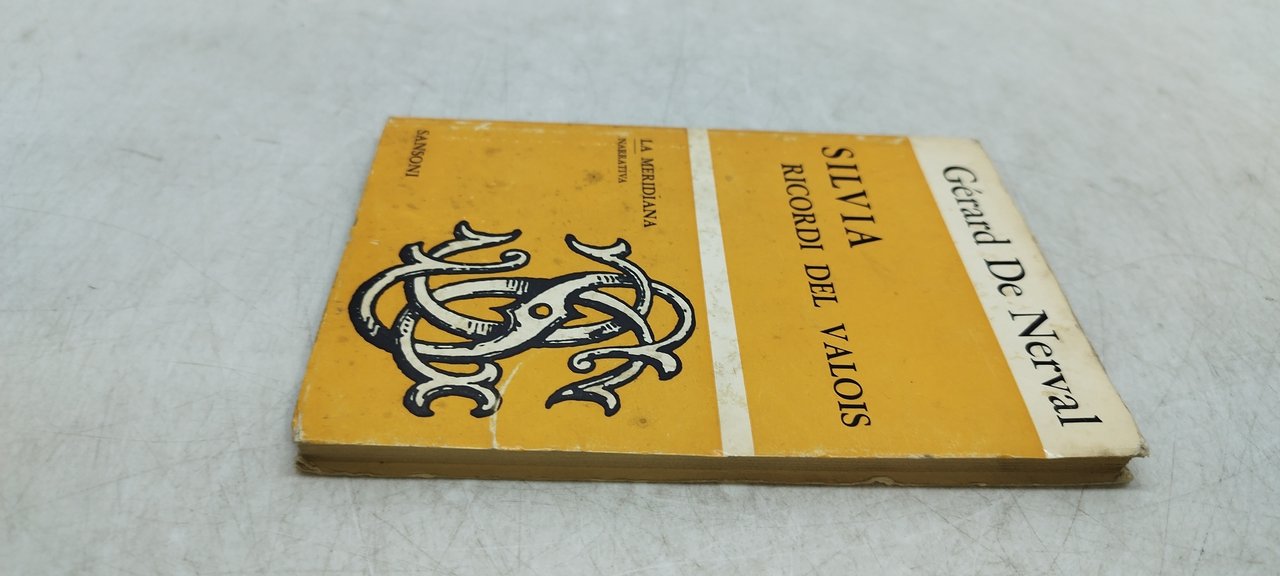 Gérard De Nerval
SILVIA
RICORDI DEL VALOIS
LA MERIDIANA
NARRATIVA
SANSONI